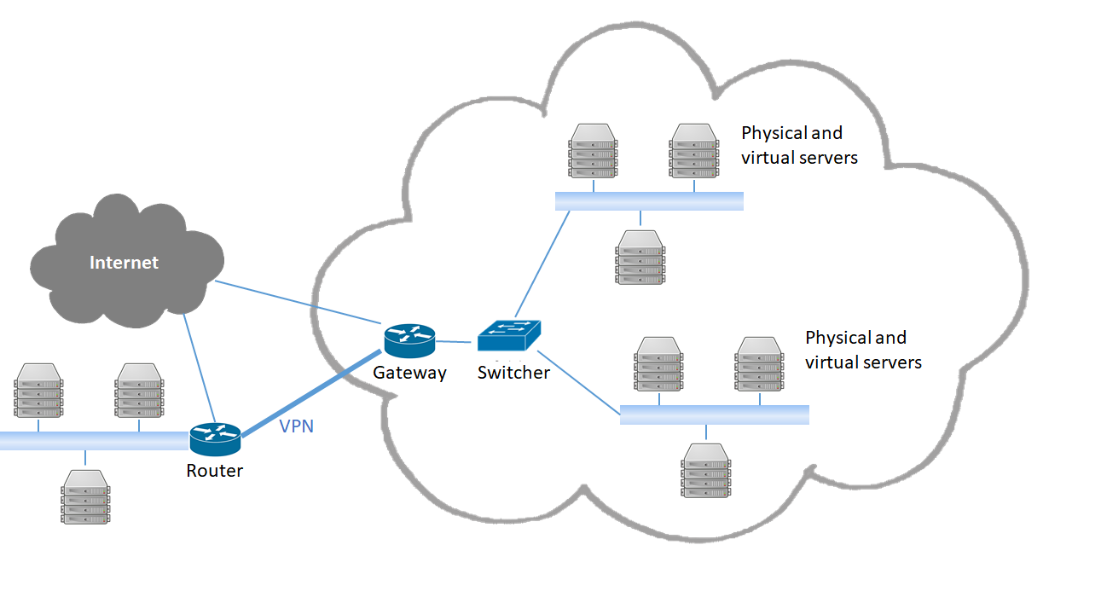 Physical and
virtual servers
Internet
Physical and
virtual servers
Gateway
Switcher
VPN
Router